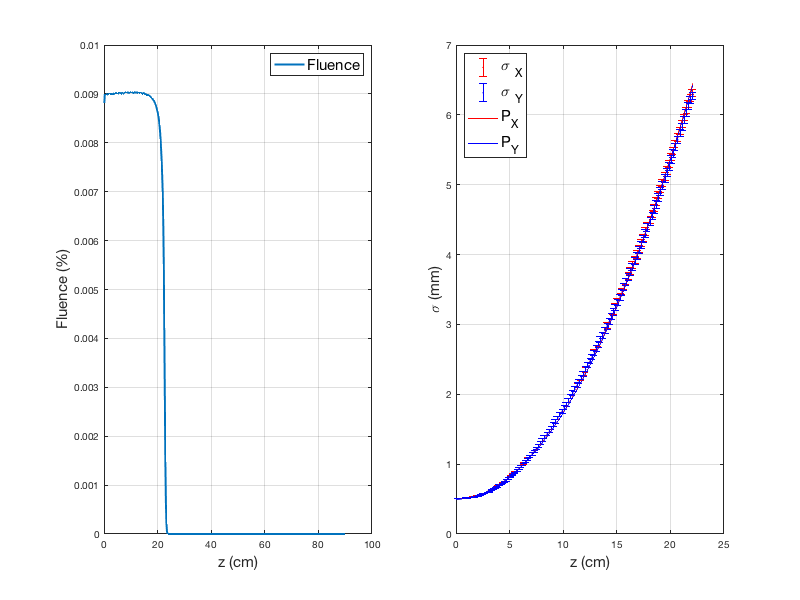 Fluence
0.01
0.009
0.008
0.007
0.006
0.005
0.004
0.003
0.002
0.001
0
0 20 40 60 80 100
Fluence (%)
z (cm)
σ X
σ Y
P X
P Y
7
6
5
4
3
2
1
0
0 5 10 15 20 25
σ (mm)
z (cm)